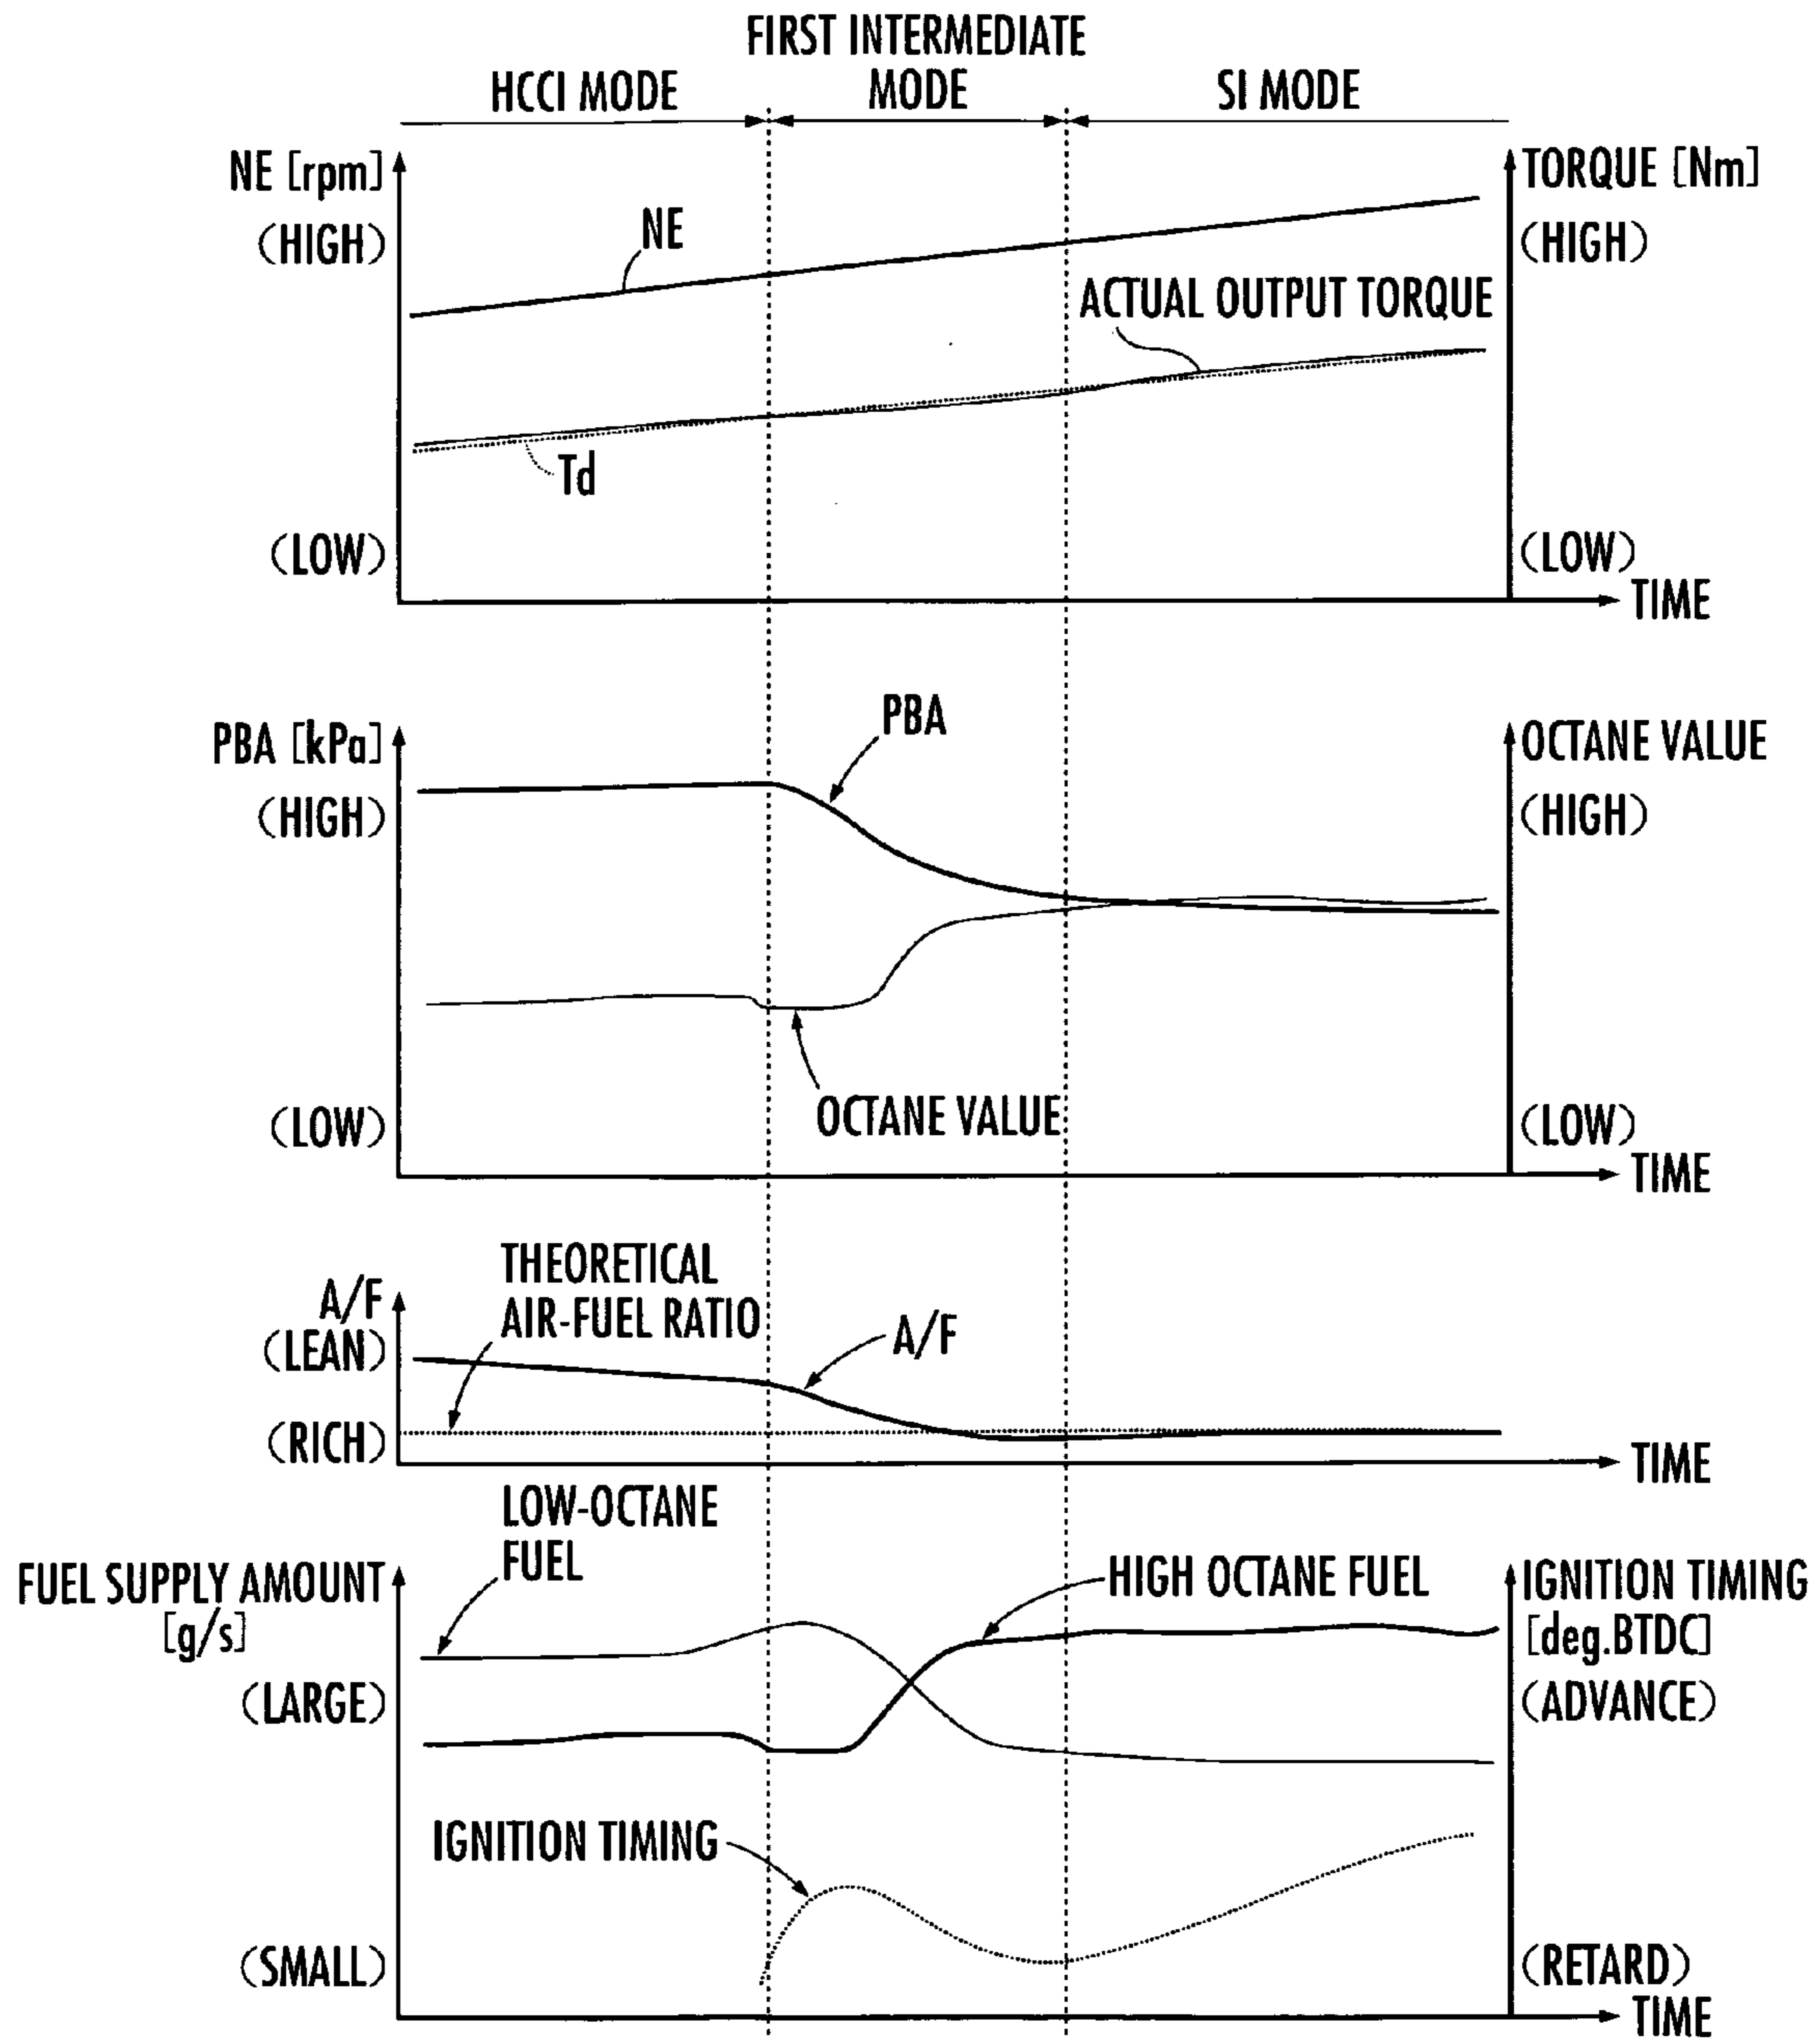 FIRST INTERMEDIATE
HCCI MODE
MODE
SI MODE
NE [rpm]
(HIGH)
NE
TORQUE [Nm]
(HIGH)
ACTUAL OUTPUT TORQUE
Td
(LOW)
(LOW)
TIME
PBA [kPa]
(HIGH)
PBA
OCTANE VALUE
(HIGH)
OCTANE VALUE
(LOW)
(LOW)
TIME
THEORETICAL
AIR-FUEL RATIO
A/F
(LEAN)
A/F
(RICH)
TIME
LOW-OCTANE
FUEL
FUEL SUPPLY AMOUNT
[g/s]
(LARGE)
HIGH OCTANE FUEL
IGNITION TIMING
[deg.BTDC]
(ADVANCE)
IGNITION TIMING
(SMALL)
(RETARD)
TIME